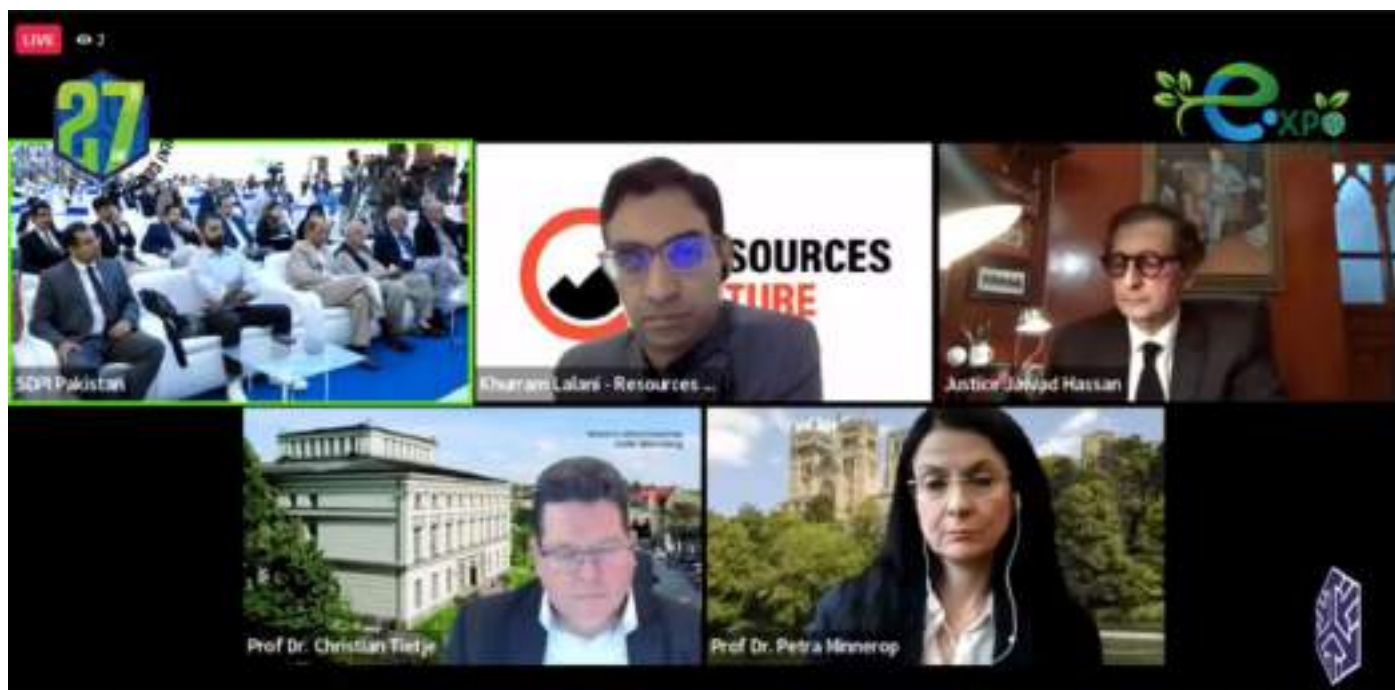 LIVE 2
27
e.xpo
SDPI Pakistan
SOURCES
TURE
Khurram Lalani - Resources ...
Justice Jawad Hassan
Prof Dr. Christian Tietje
Prof Dr. Petra Minnerop